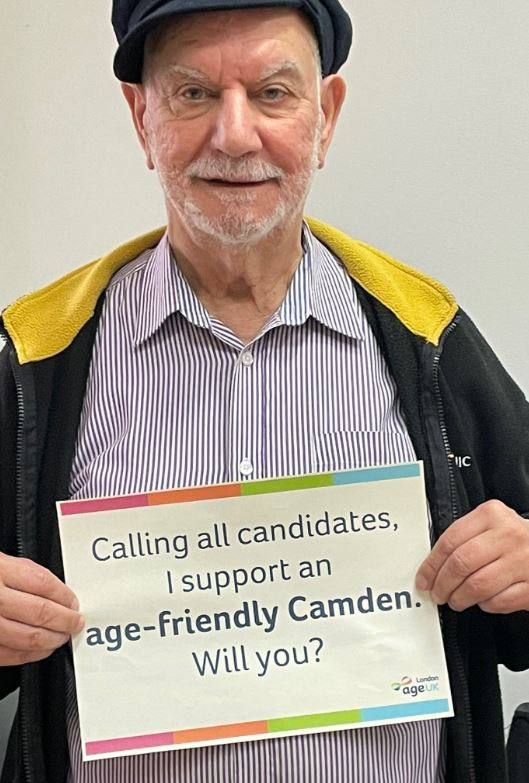 Calling all candidates,
I support an
age-friendly Camden.
Will you?
London
age UK